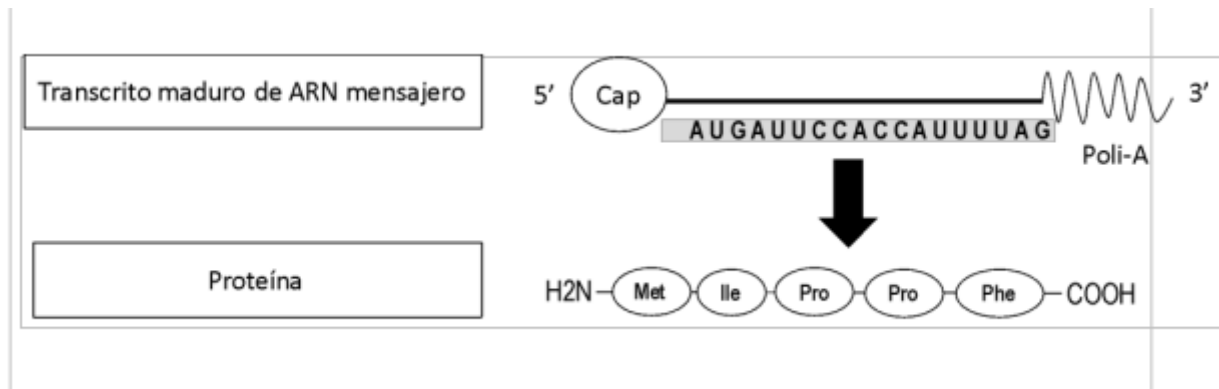 Transcrito maduro de ARN mensajero
5’ Cap 3’
AUGAUUCCACCAUUUUAG
Poli-A
Proteína
H2N Met Ile Pro Pro Phe COOH